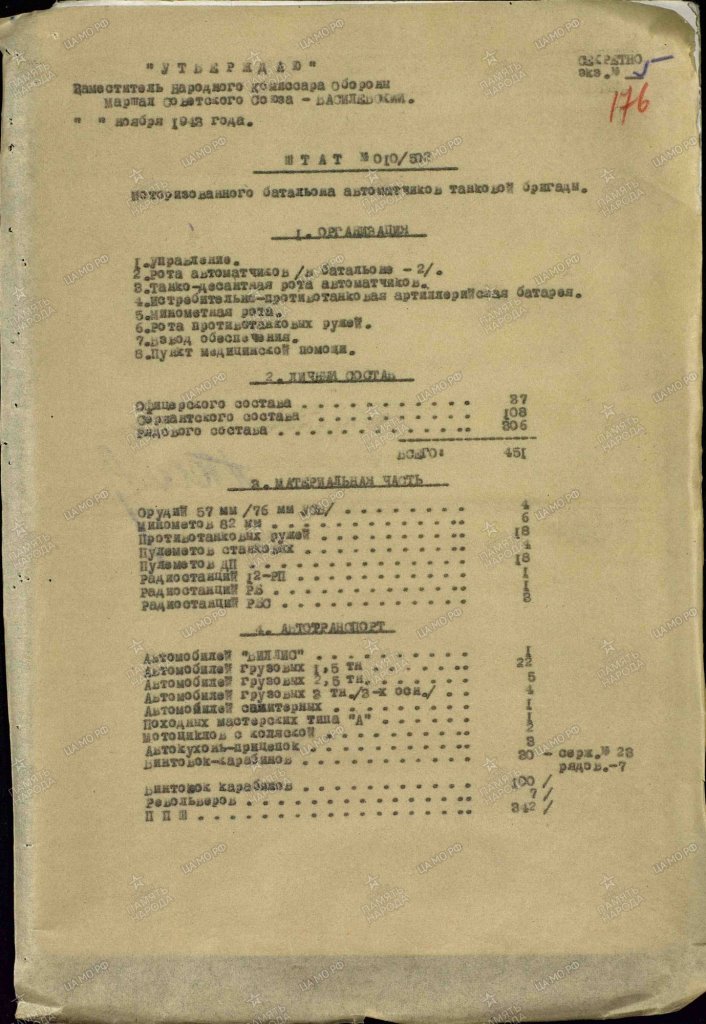 СЕКРЕТНО
экз.№ 5
176
"У Т В Е Р Ж Д А Ю"
Заместитель Народного Комиссара Обороны
Маршал Советского Союза - ВАСИЛЕВСКИЙ.
" " ноября 1943 года.
Ш Т А Т №010/502
Моторизованного батальона автоматчиков танковой бригады.
1. ОРГАНИЗАЦИЯ
1.Управление.
2.Рота автоматчиков /в батальоне - 2/.
3.Танко-десантная рота автоматчиков.
4.Истребительно-противотанковая артиллерийская батарея.
5.Минометная рота.
6.Рота противотанковых ружей.
7.Взвод обеспечения.
8.Пункт медицинской помощи.
2. ЛИЧНЫЙ СОСТАВ
Офицерского состава . . . . . . . . . . . 37
Сержантского состава . . . . . . . . . . 108
Рядового состава . . . . . . . . . . . . 306
ВСЕГО: 451
3. МАТЕРИАЛЬНАЯ ЧАСТЬ
Орудий 57 мм /76 мм УСВ/ . . . . . . . . 4
Минометов 82 мм . . . . . . . . . . . . 6
Противотанковых ружей . . . . . . . . . 18
Пулеметов станковых . . . . . . . . . . 4
Пулеметов ДП . . . . . . . . . . . . . . 18
Радиостанций 12-РП . . . . . . . . . . . 1
Радиостанций РБ . . . . . . . . . . . . 1
Радиостанций РБС . . . . . . . . . . . . 3
4. АВТОТРАНСПОРТ
Автомобилей "ВИЛЛИС" . . . . . . . . . . 1
Автомобилей грузовых 1,5 тн . . . . . . 22
Автомобилей грузовых 2,5 тн. . . . . . . 5
Автомобилей грузовых 3 тн./3-х осн./ . . 4
Автомобилей санитарных . . . . . . . . . 1
Походных мастерских типа "А" . . . . . . 1
Мотоциклов с коляской . . . . . . . . . 2
Автокухонь-прицепок . . . . . . . . . . 3
Винтовок-карабинов . . . . . . . . . . . 30 - серж.№ 23
рядов.-7
Винтовок карабинов . . . . . . . . . . . 100/
Револьверов . . . . . . . . . . . . . . 7/
П П Ш . . . . . . . . . . . . . . . . . 342/
ЦАМО.РФ
ПАМЯТЬ
НАРОДА